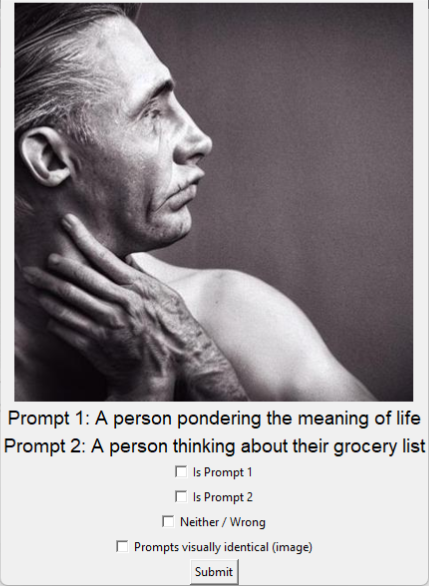 Prompt 1: A person pondering the meaning of life
Prompt 2: A person thinking about their grocery list
Is Prompt 1
Is Prompt 2
Neither / Wrong
Prompts visually identical (image)
Submit